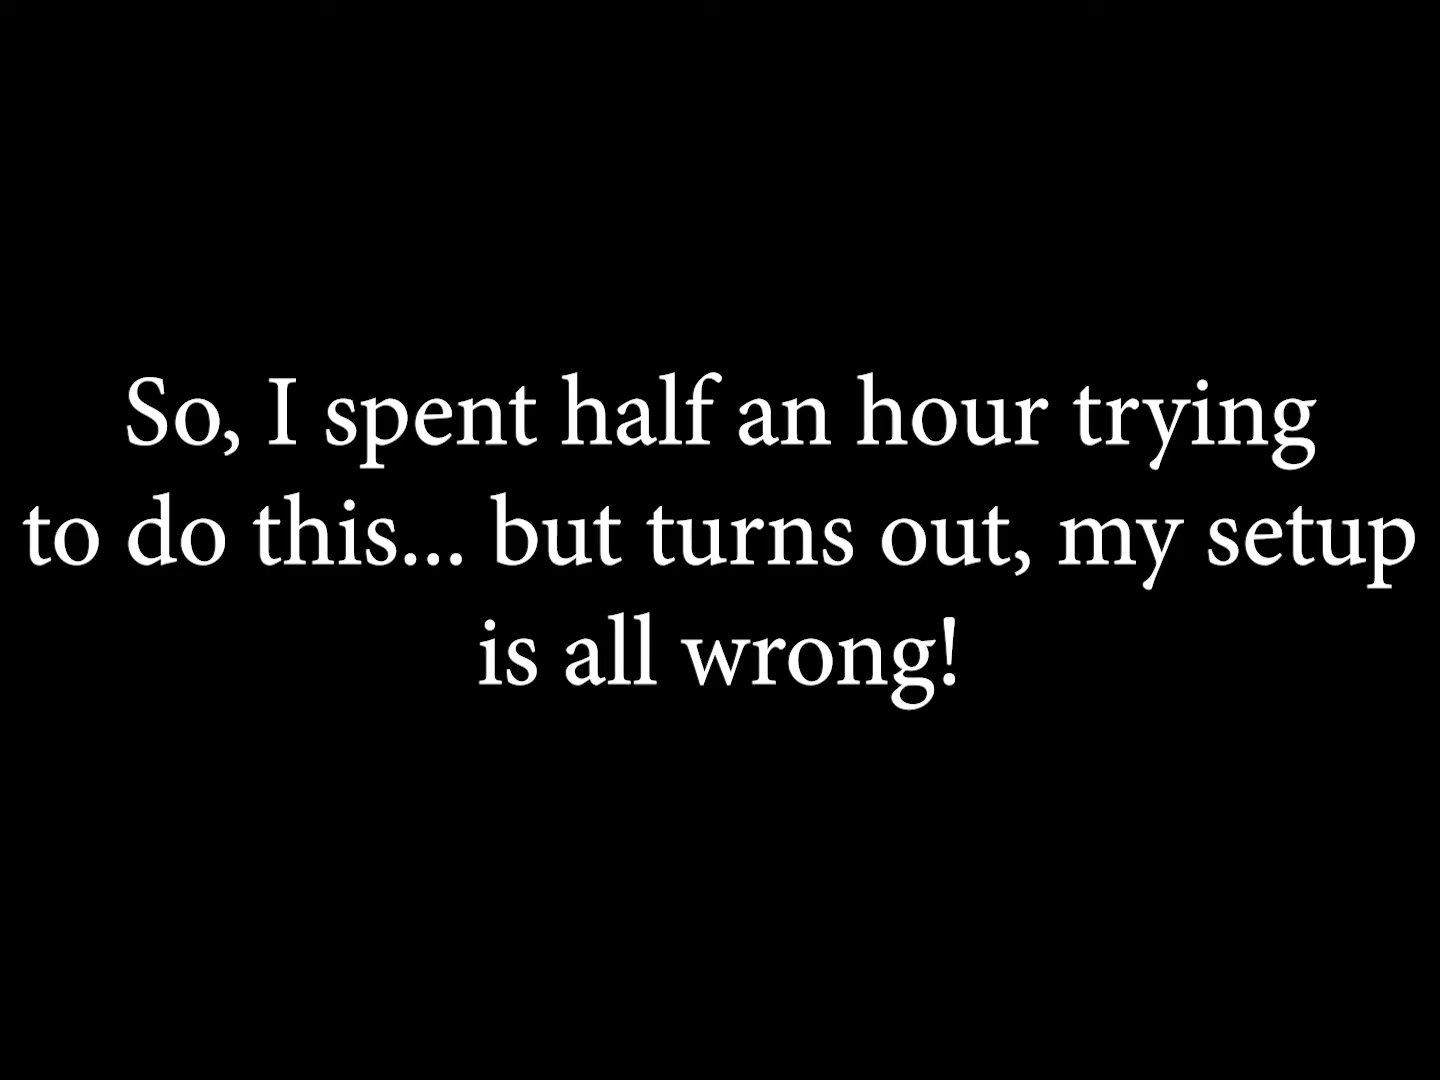 So, I spent half an hour trying
to do this... but turns out, my setup
is all wrong!